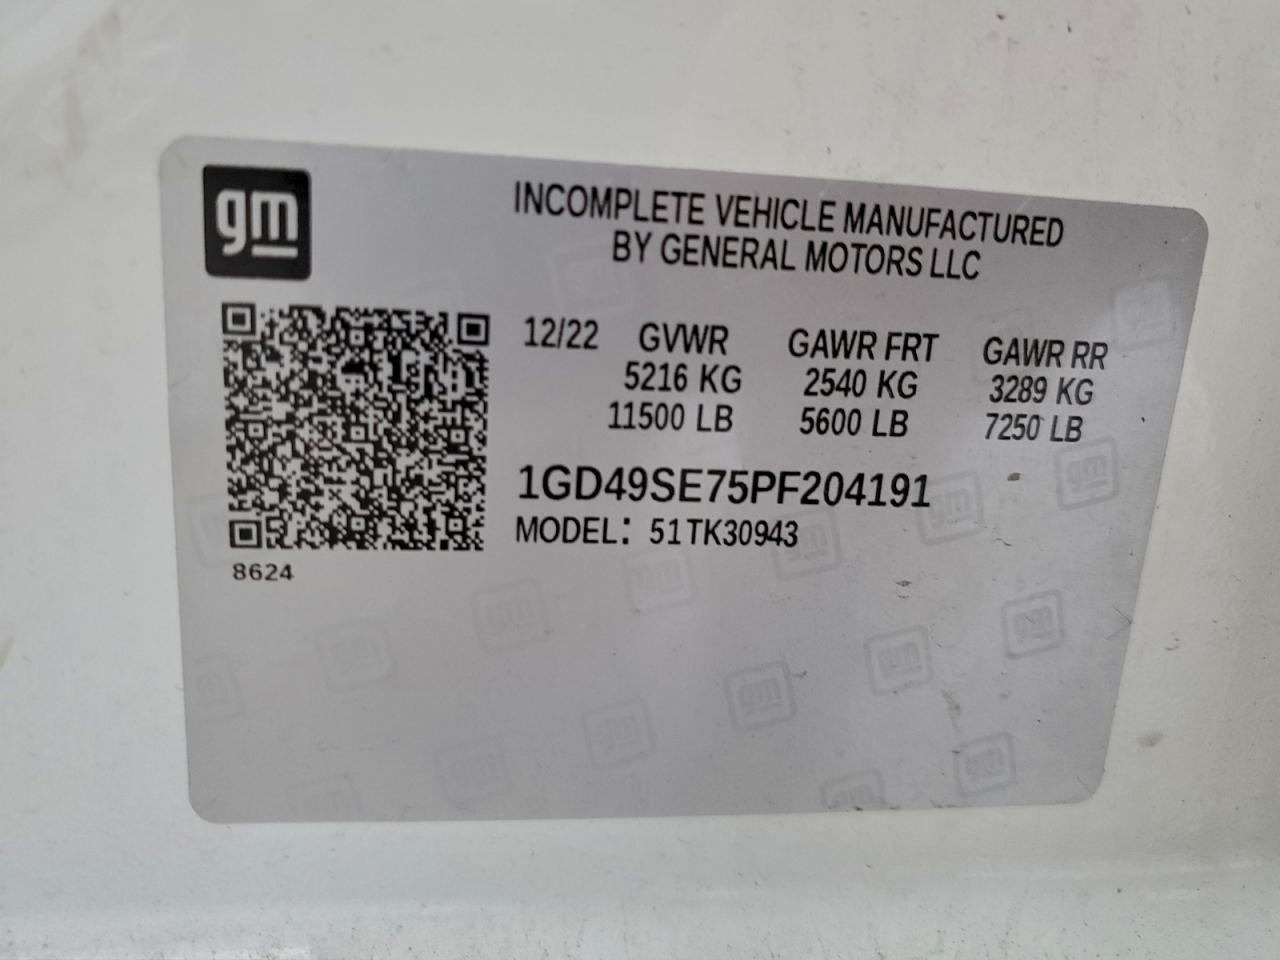 gm
INCOMPLETE VEHICLE MANUFACTURED
BY GENERAL MOTORS LLC
12/22 GVWR GAWR FRT GAWR RR
5216 KG 2540 KG 3289 KG
11500 LB 5600 LB 7250 LB
1GD49SE75PF204191
MODEL: 51TK30943
8624